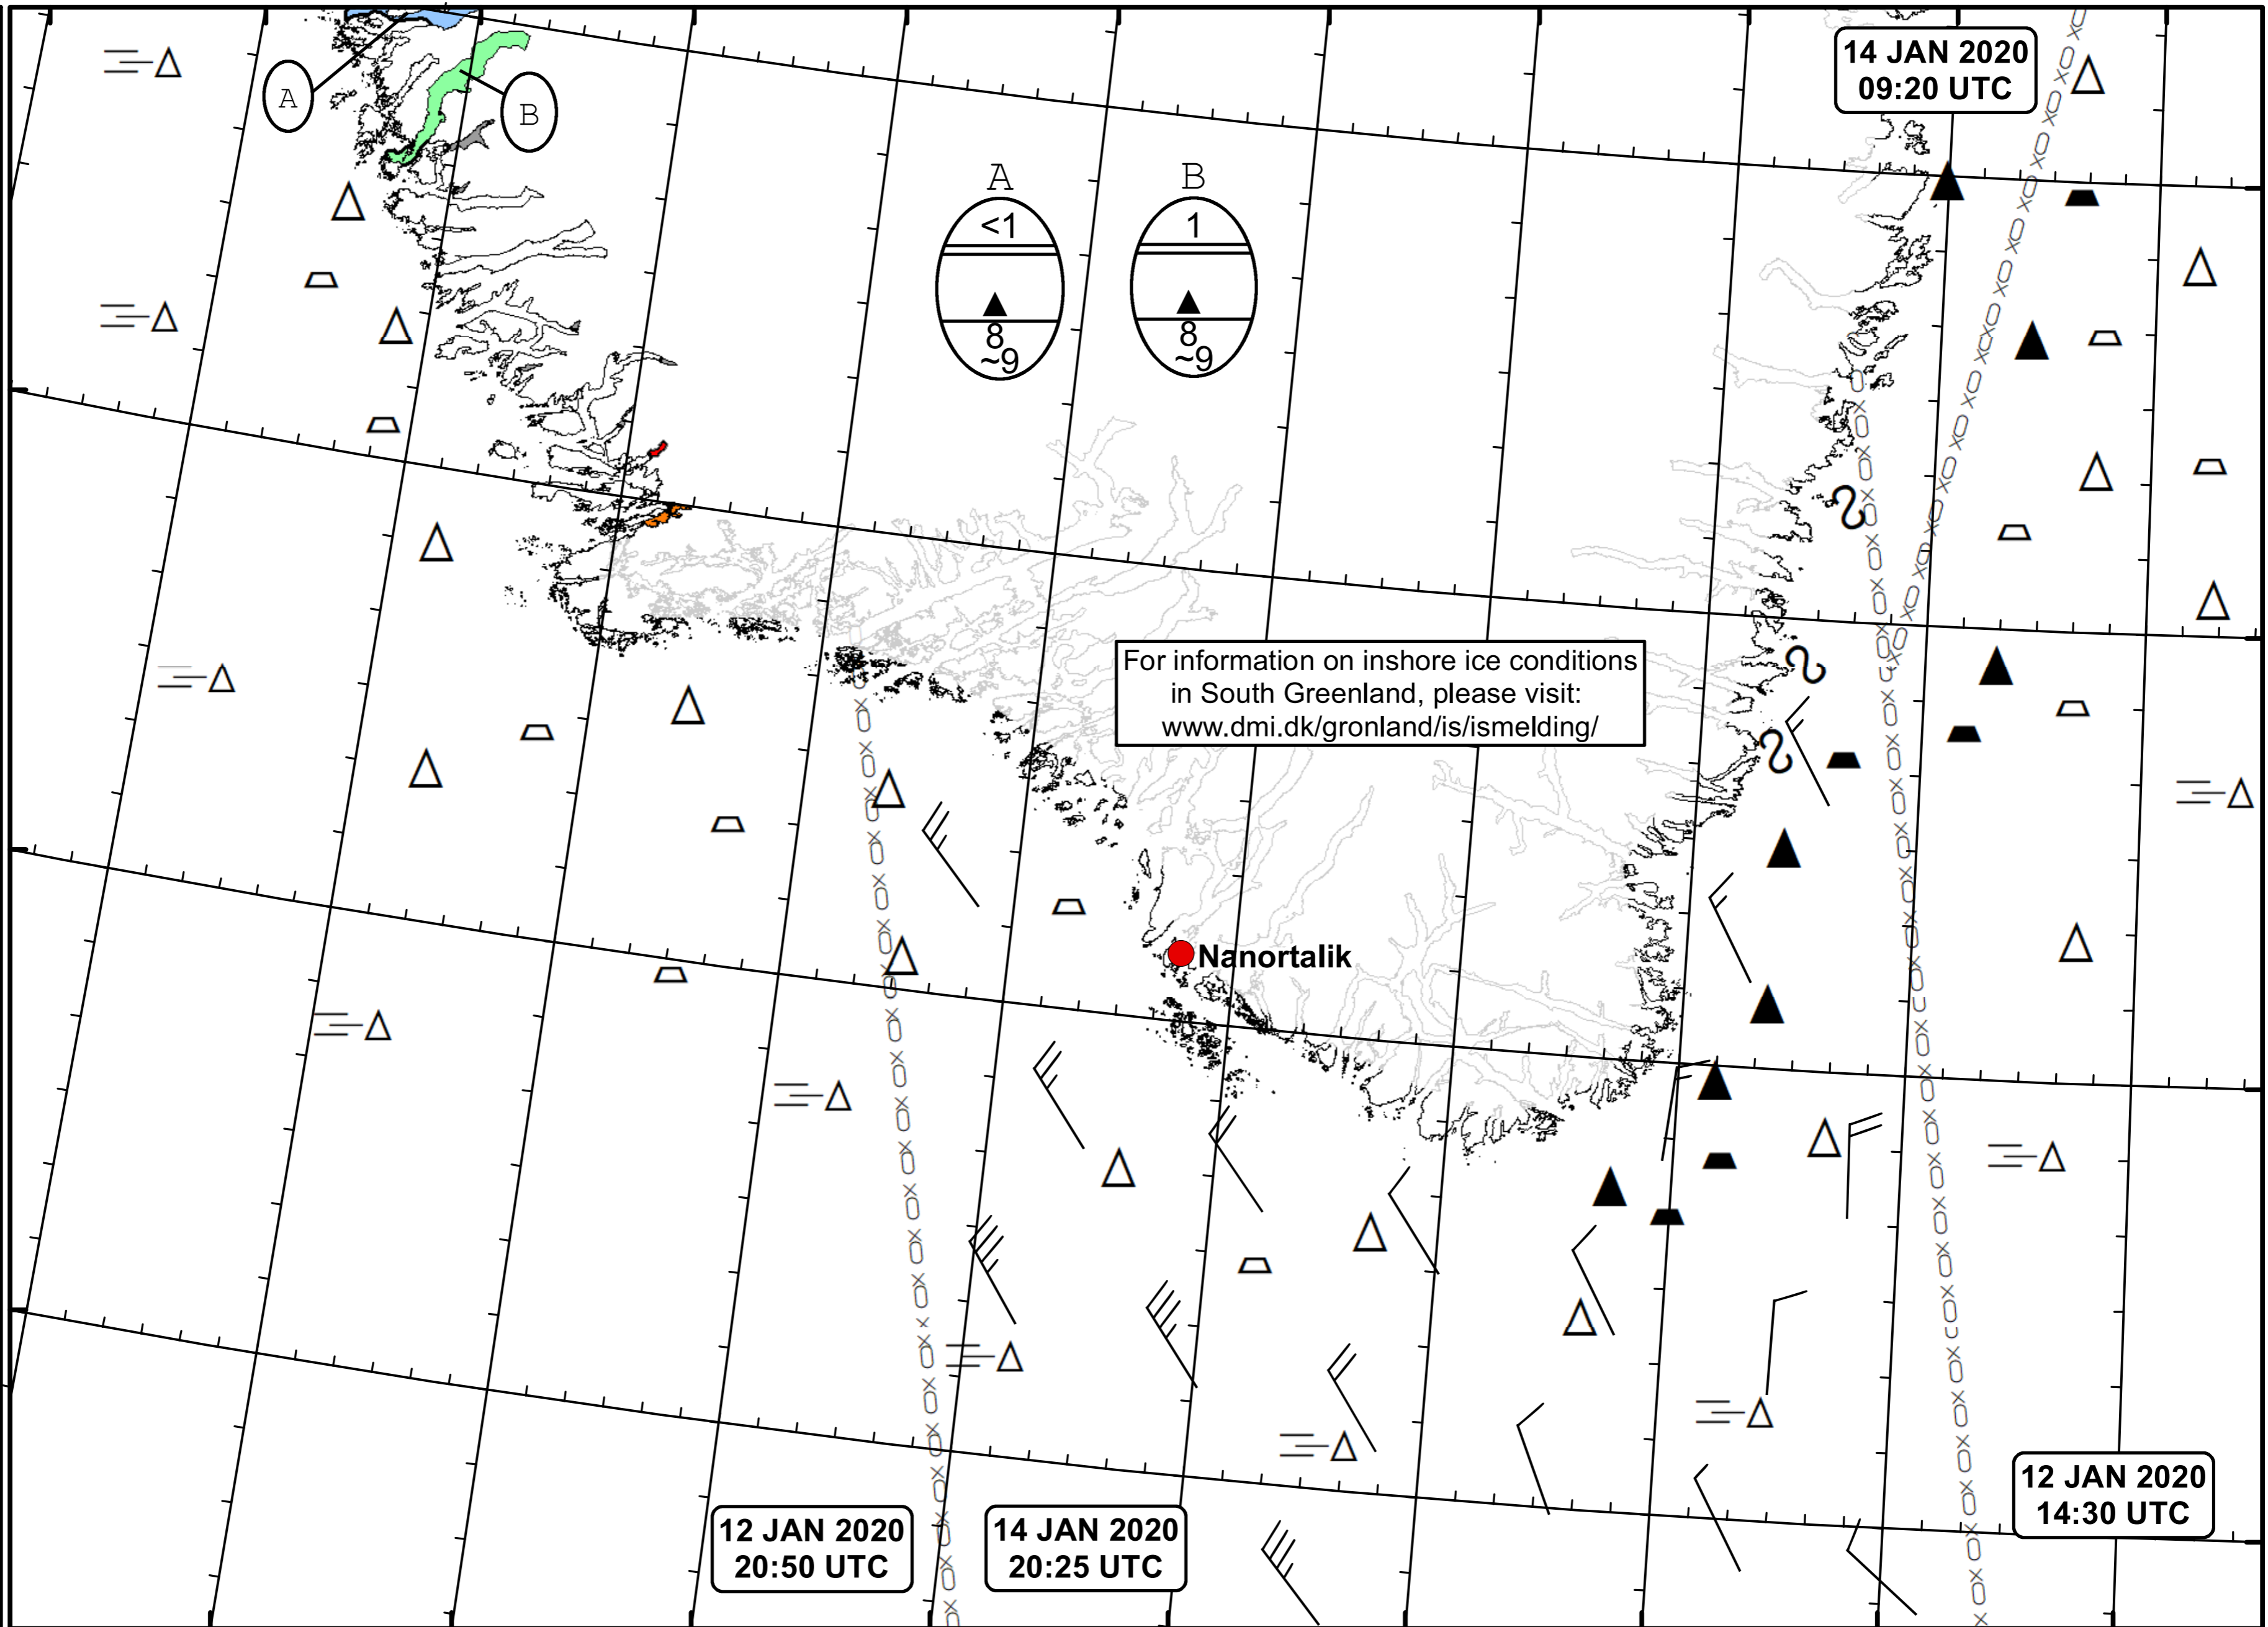 14 JAN 2020
09:20 UTC
A
B
A
B
<1
1
8
~9
8
~9
For information on inshore ice conditions
in South Greenland, please visit:
www.dmi.dk/gronland/is/ismelding/
Nanortalik
12 JAN 2020
14:30 UTC
12 JAN 2020
20:50 UTC
14 JAN 2020
20:25 UTC